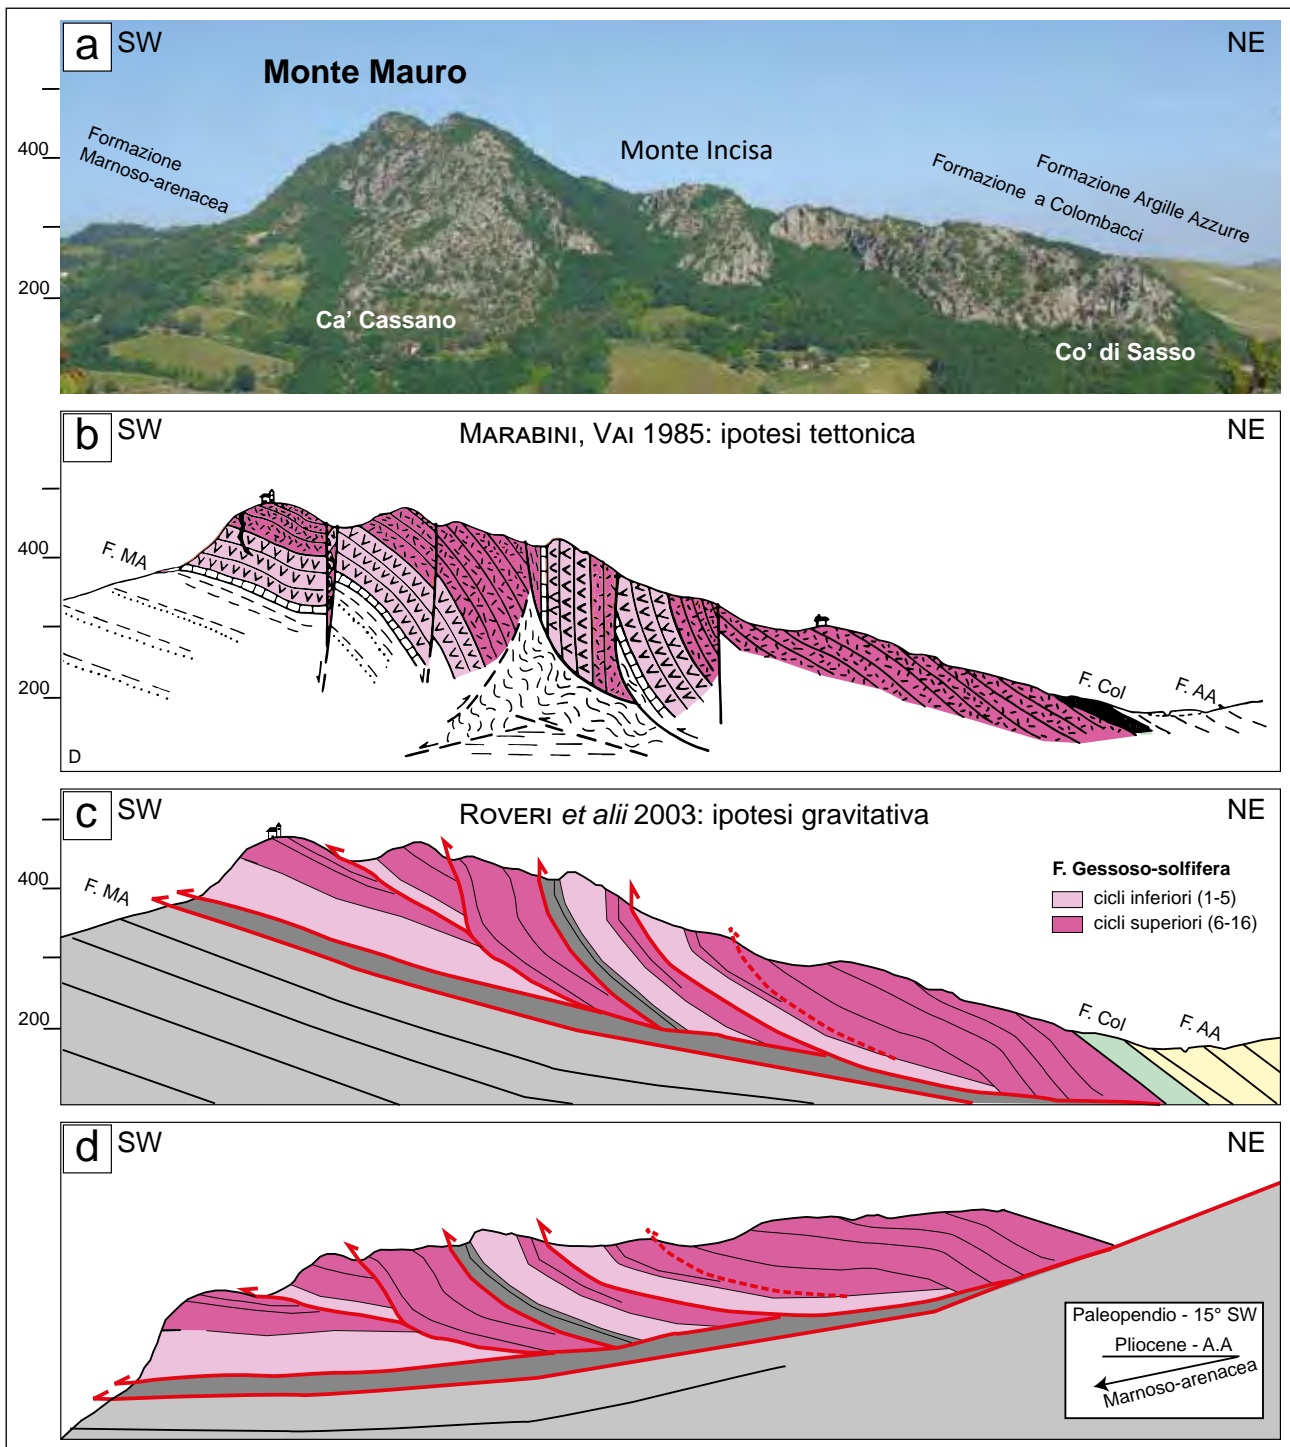 a
SW
NE
Monte Mauro
Monte Incisa
Formazione
Marnoso-arenacea
Formazione Argille Azzurre
Formazione a Colombacci
400
200
Ca' Cassano
Co' di Sasso
b
SW
MARABINI, VAI 1985: ipotesi tettonica
NE
F. MA
400
200
F. Col
F. AA
D
c
SW
ROVERI et alii 2003: ipotesi gravitativa
NE
F. MA
400
200
F. Gessoso-solfifera
cicli inferiori (1-5)
cicli superiori (6-16)
F. Col
F. AA
d
SW
NE
Paleopendio - 15° SW
Pliocene - A.A
Marnoso-arenacea